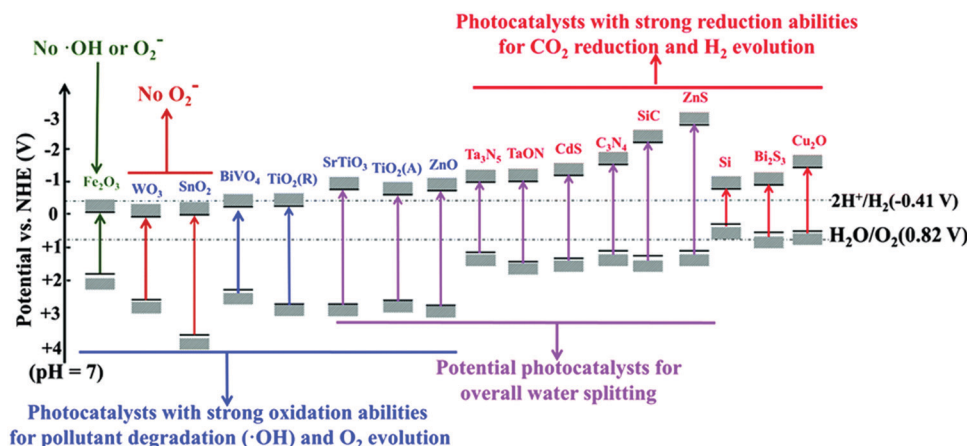 Photocatalysts with strong reduction abilities
for CO₂ reduction and H₂ evolution
No ·OH or O₂⁻
No O₂⁻
Potential vs. NHE (V)
-3
-2
-1
0
+1
+2
+3
+4
(pH = 7)
Fe₂O₃
WO₃
SnO₂
BiVO₄
TiO₂(R)
SrTiO₃
TiO₂(A)
ZnO
Ta₃N₅
TaON
CdS
C₃N₄
SiC
ZnS
Si
Bi₂S₃
Cu₂O
2H⁺/H₂(-0.41 V)
H₂O/O₂(0.82 V)
Potential photocatalysts for
overall water splitting
Photocatalysts with strong oxidation abilities
for pollutant degradation (·OH) and O₂ evolution